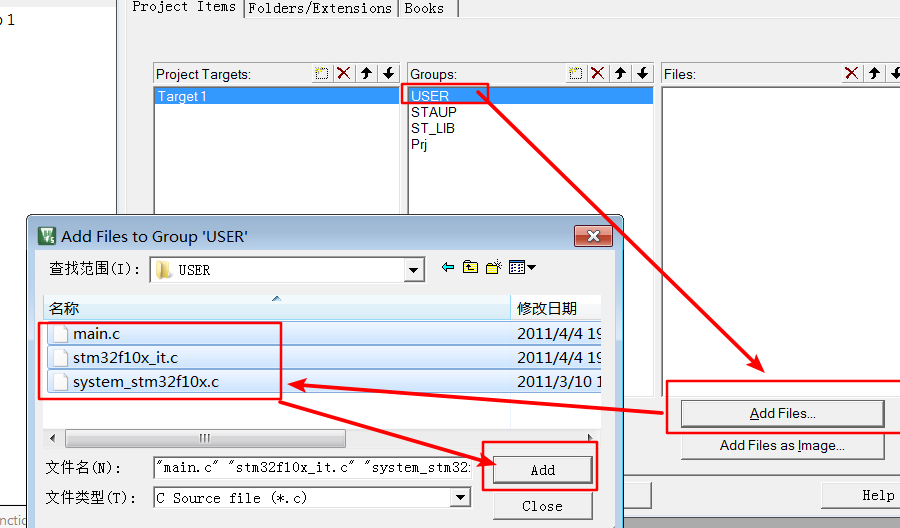 Project Items Folders/Extensions Books
1
Project Targets: Groups: Files:
Target 1
USER
STAUP
ST_LIB
Prj
Add Files to Group 'USER'
查找范围(I): USER
名称 修改日期
main.c 2011/4/4 19
stm32f10x_it.c 2011/4/4 19
system_stm32f10x.c 2011/3/10 1
Add Files...
Add Files as Image...
文件名(N): "main.c" "stm32f10x_it.c" "system_stm32 Add
文件类型(T): C Source file (*.c) Close
Help